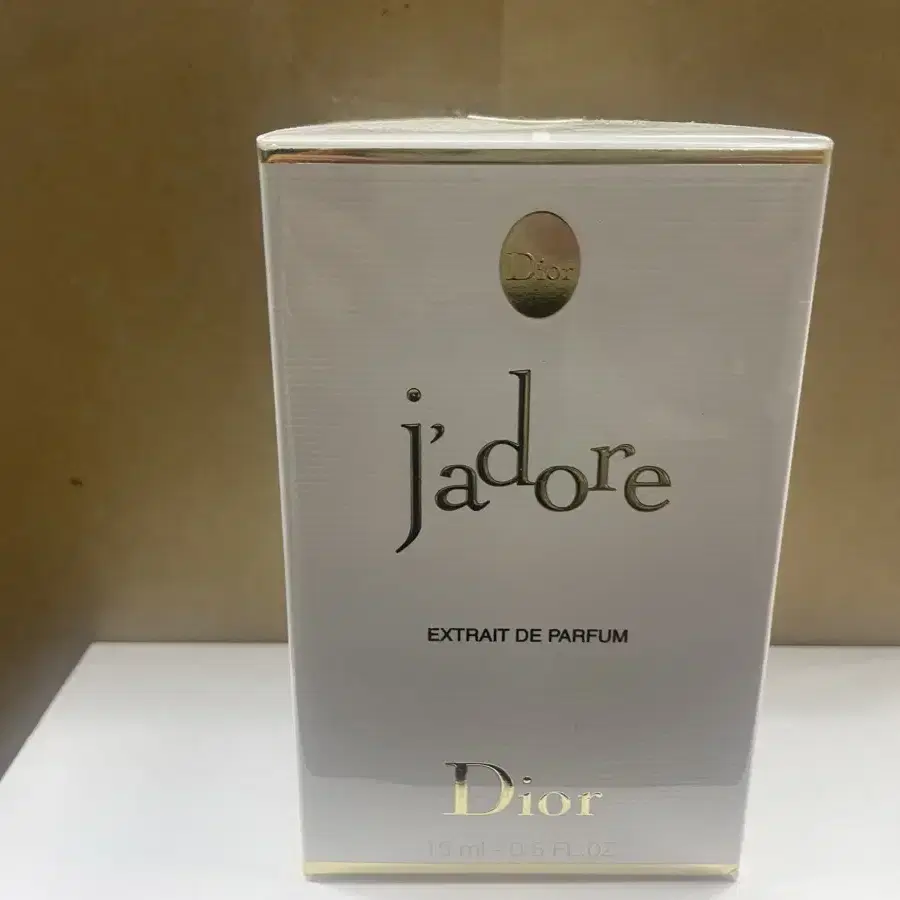 Dior
j'adore
EXTRAIT DE PARFUM
Dior
15 ml - 0.5 FL.OZ